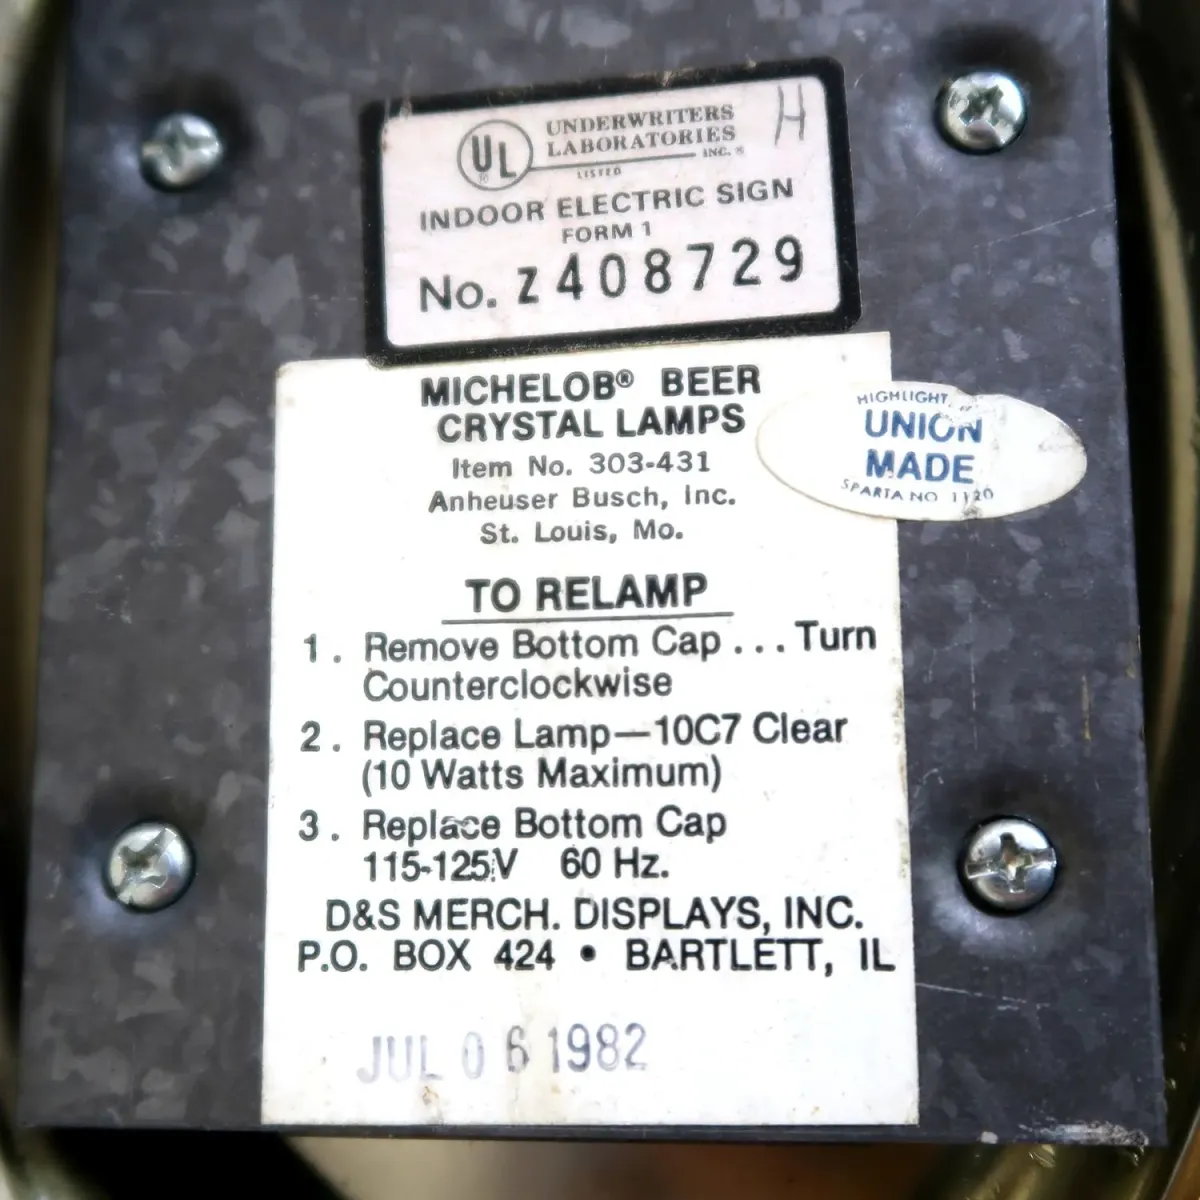 H
UL
®
UNDERWRITERS
LABORATORIES
INC. ®
LISTED
INDOOR ELECTRIC SIGN
FORM 1
No. Z408729
MICHELOB® BEER
CRYSTAL LAMPS
Item No. 303-431
Anheuser Busch, Inc.
St. Louis, Mo.
HIGHLIGHT
UNION
MADE
SPARTA NO 1120
TO RELAMP
1. Remove Bottom Cap ... Turn
Counterclockwise
2. Replace Lamp—10C7 Clear
(10 Watts Maximum)
3. Replace Bottom Cap
115-125V 60 Hz.
D&S MERCH. DISPLAYS, INC.
P.O. BOX 424 • BARTLETT, IL
JUL 06 1982